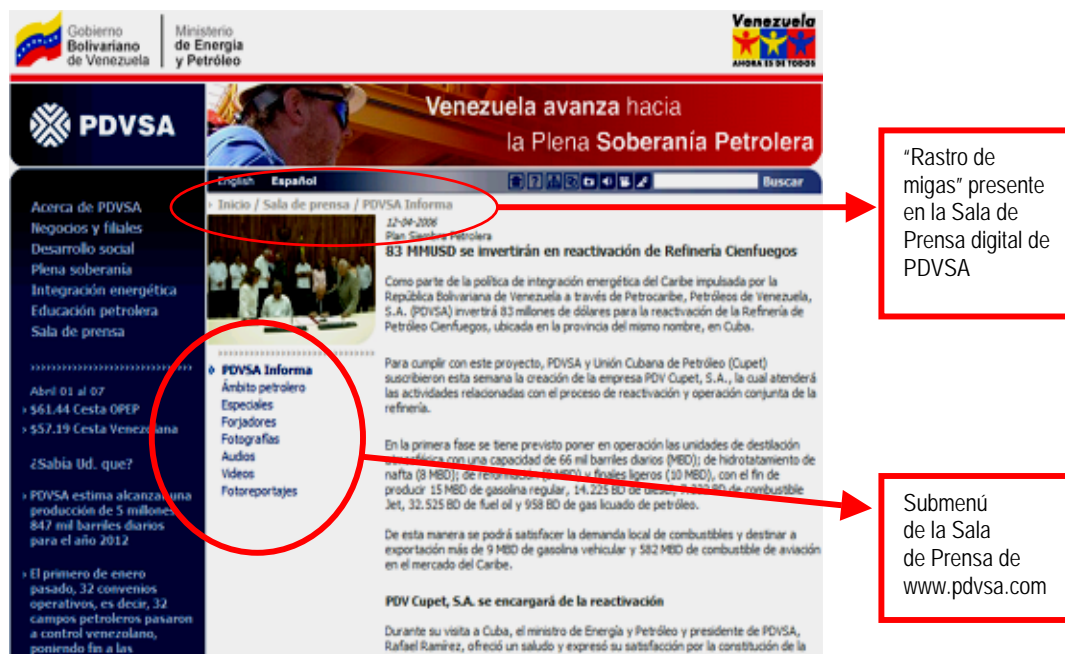 Gobierno
Bolivariano
de Venezuela
Ministerio
de Energía
y Petróleo
Venezuela
AHORA ES DE TODOS
PDVSA
Venezuela avanza hacia
la Plena Soberanía Petrolera
English Español
Buscar
Inicio / Sala de prensa / PDVSA Informa
Acerca de PDVSA
Negocios y filiales
Desarrollo social
Plena soberanía
Integración energética
Educación petrolera
Sala de prensa
Abril 01 al 07
$61.44 Cesta OPEP
$57.19 Cesta Venezolana
¿Sabía Ud. que?
PDVSA estima alcanzar una
producción de 5 millones
847 mil barriles diarios
para el año 2012
El primero de enero
pasado, 32 convenios
operativos, es decir, 32
campos petroleros pasaron
a control venezolano,
poniendo fin a las
PDVSA Informa
Ámbito petrolero
Especiales
Forjadores
Fotografías
Audios
Videos
Fotoreportajes
12-04-2006
Plan Siembra Petrolera
83 MMUSD se invertirán en reactivación de Refinería Cienfuegos
Como parte de la política de integración energética del Caribe impulsada por la
República Bolivariana de Venezuela a través de Petrocaribe, Petróleos de Venezuela,
S.A. (PDVSA) invertirá 83 millones de dólares para la reactivación de la Refinería de
Petróleo Cienfuegos, ubicada en la provincia del mismo nombre, en Cuba.
Para cumplir con este proyecto, PDVSA y Unión Cubana de Petróleo (Cupet)
suscribieron esta semana la creación de la empresa PDV Cupet, S.A., la cual atenderá
las actividades relacionadas con el proceso de reactivación y operación conjunta de la
refinería.
En la primera fase se tiene previsto poner en operación las unidades de destilación
atmosférica con una capacidad de 66 mil barriles diarios (MBD); de hidrotatamiento de
nafta (8 MBD); de reformación MBD) y finales ligeros (10 MBD), con el fin de
producir 15 MBD de gasolina regular, 14.225 BD de diesel, BD de combustible
Jet, 32.525 BD de fuel oil y 958 BD de gas licuado de petróleo.
De esta manera se podrá satisfacer la demanda local de combustibles y destinar a
exportación más de 9 MBD de gasolina vehicular y 582 MBD de combustible de aviación
en el mercado del Caribe.
PDV Cupet, S.A. se encargará de la reactivación
Durante su visita a Cuba, el ministro de Energía y Petróleo y presidente de PDVSA,
Rafael Ramírez, ofreció un saludo y expresó su satisfacción por la constitución de la
"Rastro de
migas" presente
en la Sala de
Prensa digital de
PDVSA
Submenú
de la Sala
de Prensa de
www.pdvsa.com